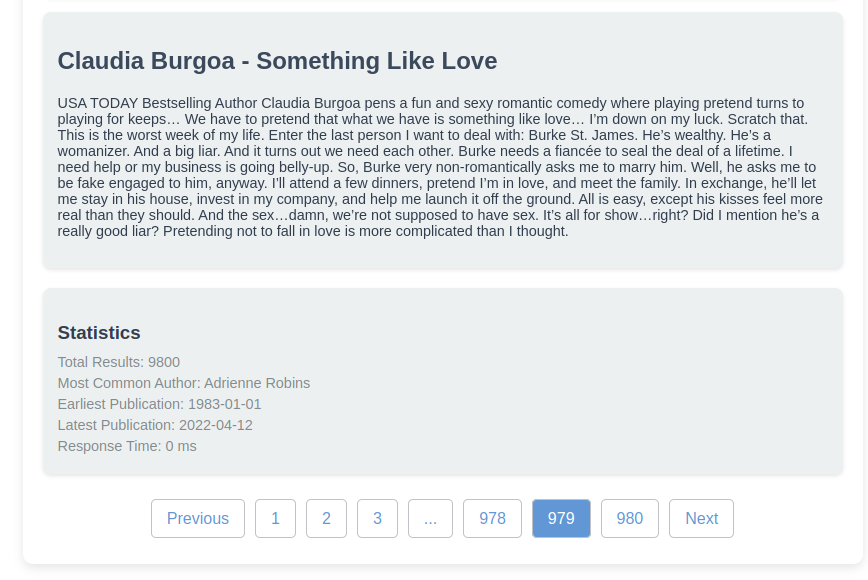 Claudia Burgoa - Something Like Love
USA TODAY Bestselling Author Claudia Burgoa pens a fun and sexy romantic comedy where playing pretend turns to
playing for keeps… We have to pretend that what we have is something like love… I’m down on my luck. Scratch that.
This is the worst week of my life. Enter the last person I want to deal with: Burke St. James. He’s wealthy. He’s a
womanizer. And a big liar. And it turns out we need each other. Burke needs a fiancée to seal the deal of a lifetime. I
need help or my business is going belly-up. So, Burke very non-romantically asks me to marry him. Well, he asks me to
be fake engaged to him, anyway. I’ll attend a few dinners, pretend I’m in love, and meet the family. In exchange, he’ll let
me stay in his house, invest in my company, and help me launch it off the ground. All is easy, except his kisses feel more
real than they should. And the sex…damn, we’re not supposed to have sex. It’s all for show…right? Did I mention he’s a
really good liar? Pretending not to fall in love is more complicated than I thought.
Statistics
Total Results: 9800
Most Common Author: Adrienne Robins
Earliest Publication: 1983-01-01
Latest Publication: 2022-04-12
Response Time: 0 ms
Previous 1 2 3 ... 978 979 980 Next